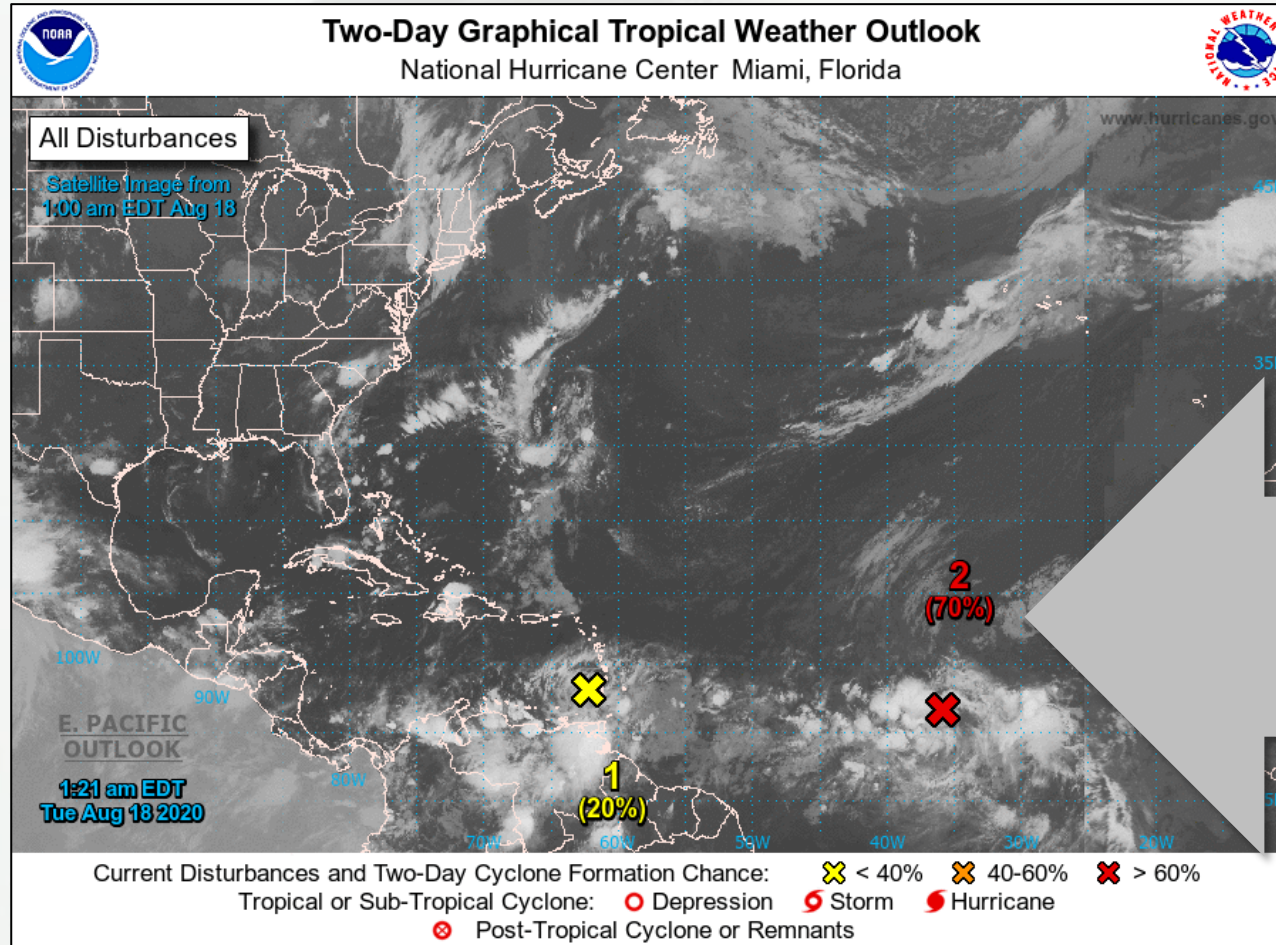 Two-Day Graphical Tropical Weather Outlook
National Hurricane Center Miami, Florida
NOAA
NATIONAL WEATHER
www.hurricanes.gov
All Disturbances
Satellite Image from
1:00 am EDT Aug 18
45
35
2
(70%)
100W
90W
E. PACIFIC
OUTLOOK
80W
1:21 am EDT
Tue Aug 18 2020
1
(20%)
70W 60W 50W 40W 30W 20W
Current Disturbances and Two-Day Cyclone Formation Chance: < 40% 40-60% > 60%
Tropical or Sub-Tropical Cyclone: Depression Storm Hurricane
Post-Tropical Cyclone or Remnants